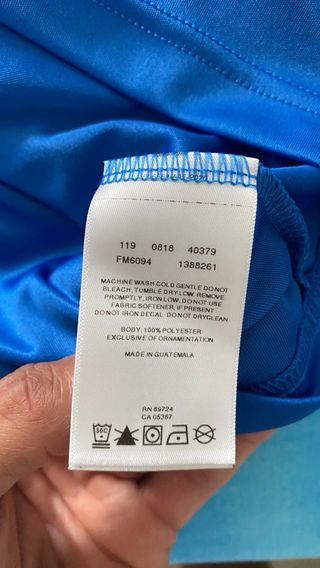 119 0818 40379
FM6094 1388261
MACHINE WASH COLD GENTLE DO NOT
BLEACH, TUMBLE DRY LOW REMOVE
PROMPTLY, IRON LOW, DO NOT USE
FABRIC SOFTENER. IF PRESENT
DO NOT IRON DECAL DO NOT DRYCLEAN
BODY: 100% POLYESTER
EXCLUSIVE OF ORNAMENTATION
MADE IN GUATEMALA
RN 69724
CA 05367
30C